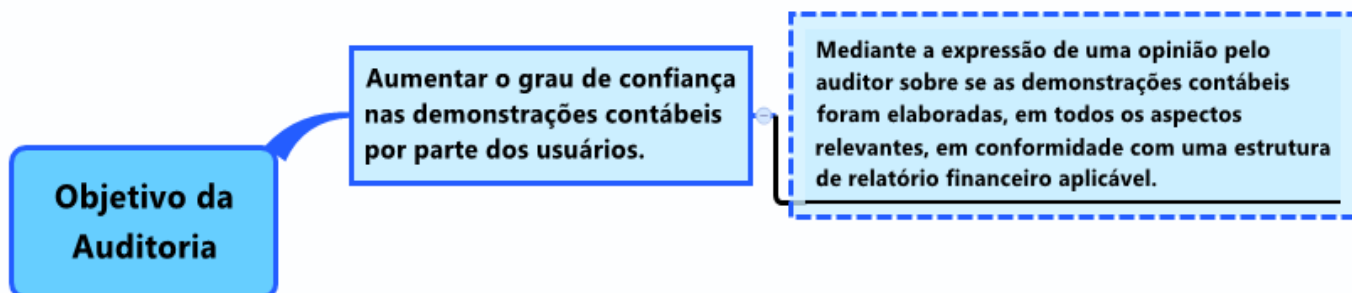 Objetivo da
Auditoria
Aumentar o grau de confiança
nas demonstrações contábeis
por parte dos usuários.
Mediante a expressão de uma opinião pelo
auditor sobre se as demonstrações contábeis
foram elaboradas, em todos os aspectos
relevantes, em conformidade com uma estrutura
de relatório financeiro aplicável.